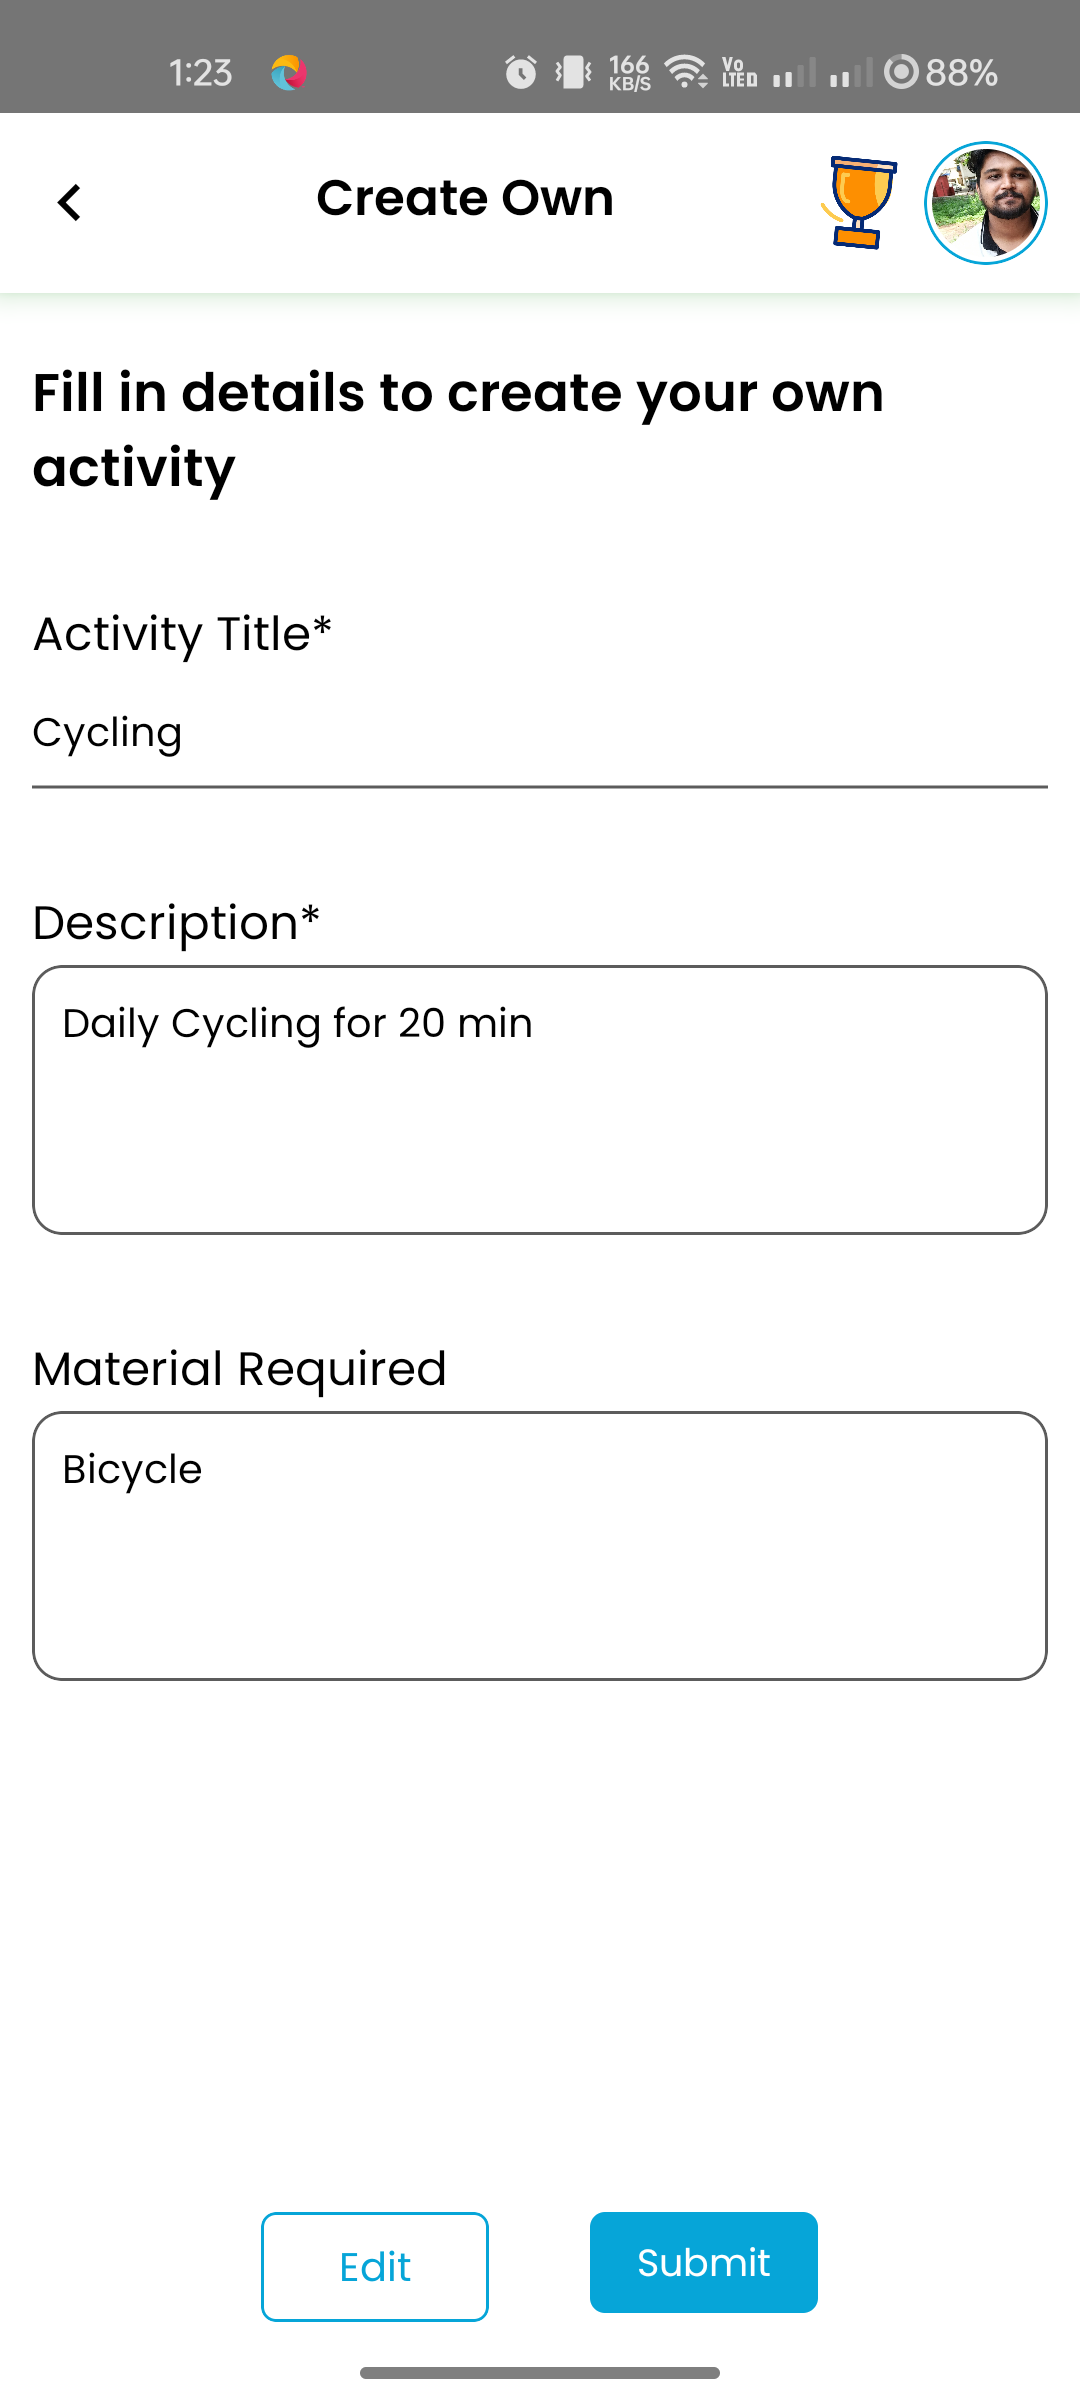 1:23 166 KB/S Vo LTED 88%
Create Own
Fill in details to create your own
activity
Activity Title*
Cycling
Description*
Daily Cycling for 20 min
Material Required
Bicycle
Edit Submit